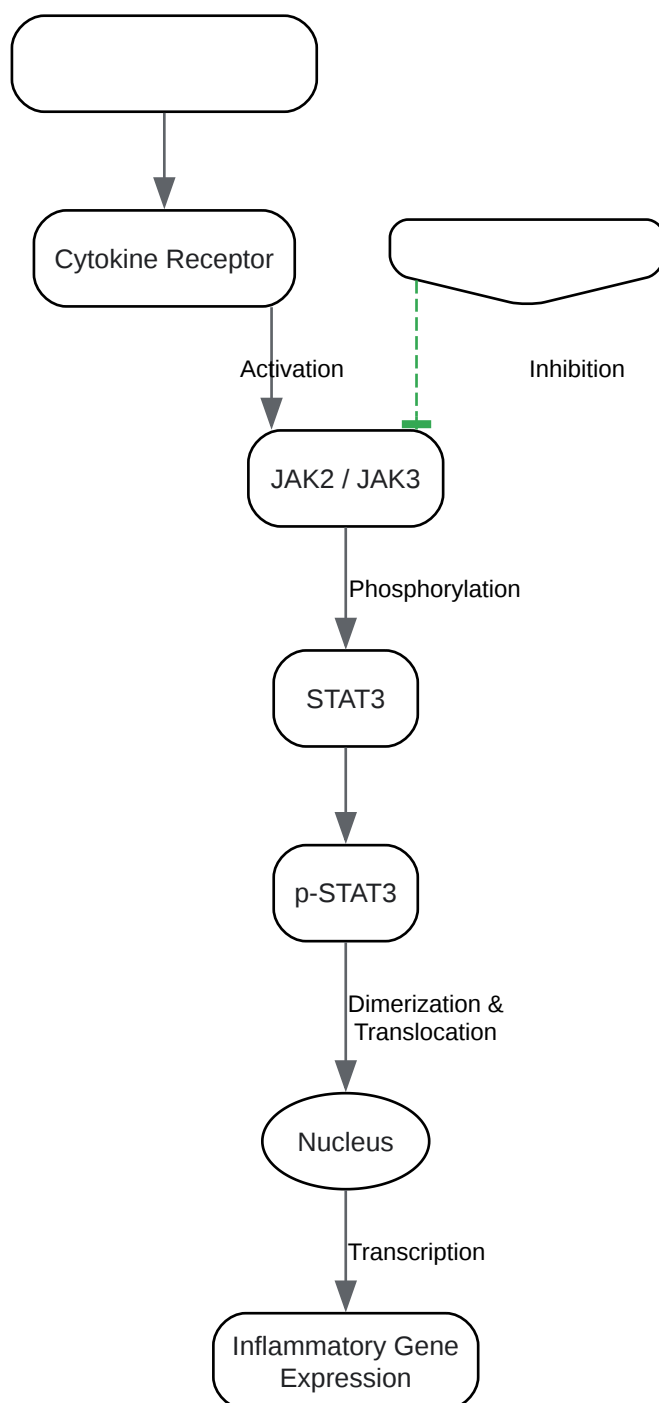 Cytokine Receptor
Activation
Inhibition
JAK2 / JAK3
Phosphorylation
STAT3
p-STAT3
Dimerization &
Translocation
Nucleus
Transcription
Inflammatory Gene
Expression